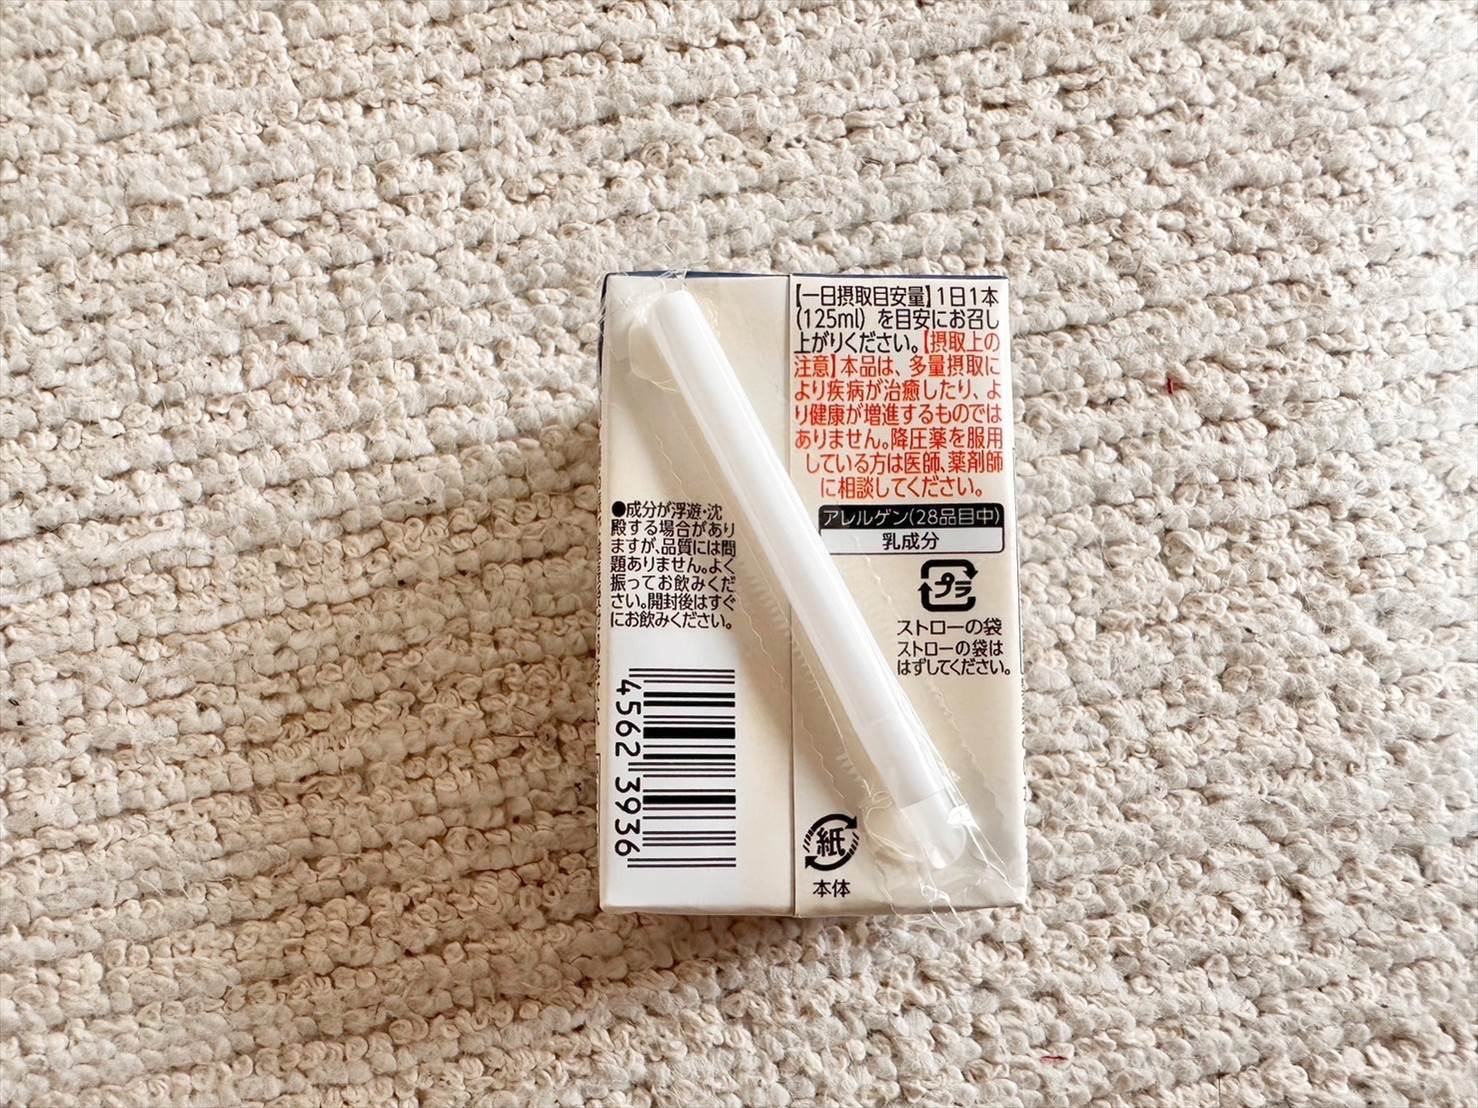 【一日摂取目安量】1日1本
(125ml) を目安にお召し
上がりください。【摂取上の
注意】本品は、多量摂取に
より疾病が治癒したり、よ
り健康が増進するものでは
ありません。降圧薬を服用
している方は医師、薬剤師
に相談してください。
アレルゲン(28品目中)
乳成分
プラ
ストローの袋
ストローの袋は
はずしてください。
紙
本体
●成分が浮遊・沈
殿する場合があり
ますが、品質には問
題ありません。よく
振ってお飲みくだ
さい。開封後はすぐ
にお飲みください。
4562 3936